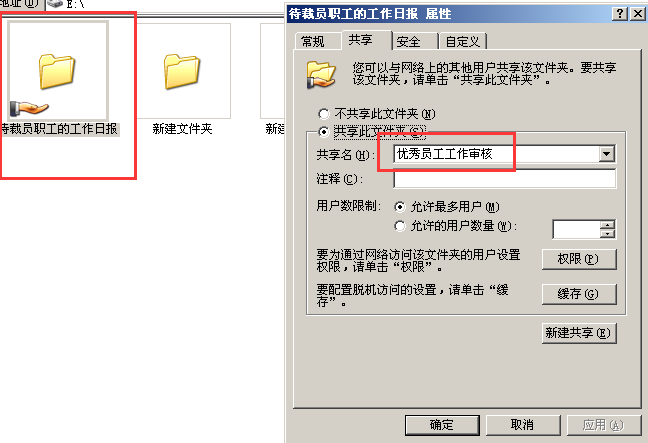 地址(D) E:\
待裁员职工的工作日报
新建文件夹
新建
待裁员职工的工作日报 属性
常规
共享
安全
自定义
您可以与网络上的其他用户共享该文件夹。要共享
该文件夹，请单击“共享此文件夹”。
不共享此文件夹(N)
共享此文件夹(S)
共享名(H):
优秀员工工作审核
注释(C):
用户数限制:
允许最多用户(M)
允许的用户数量(W):
要为通过网络访问该文件夹的用户设置
权限，请单击“权限”。
权限(P)
要配置脱机访问的设置，请单击“缓
存”。
缓存(G)
新建共享(E)
确定
取消
应用(A)